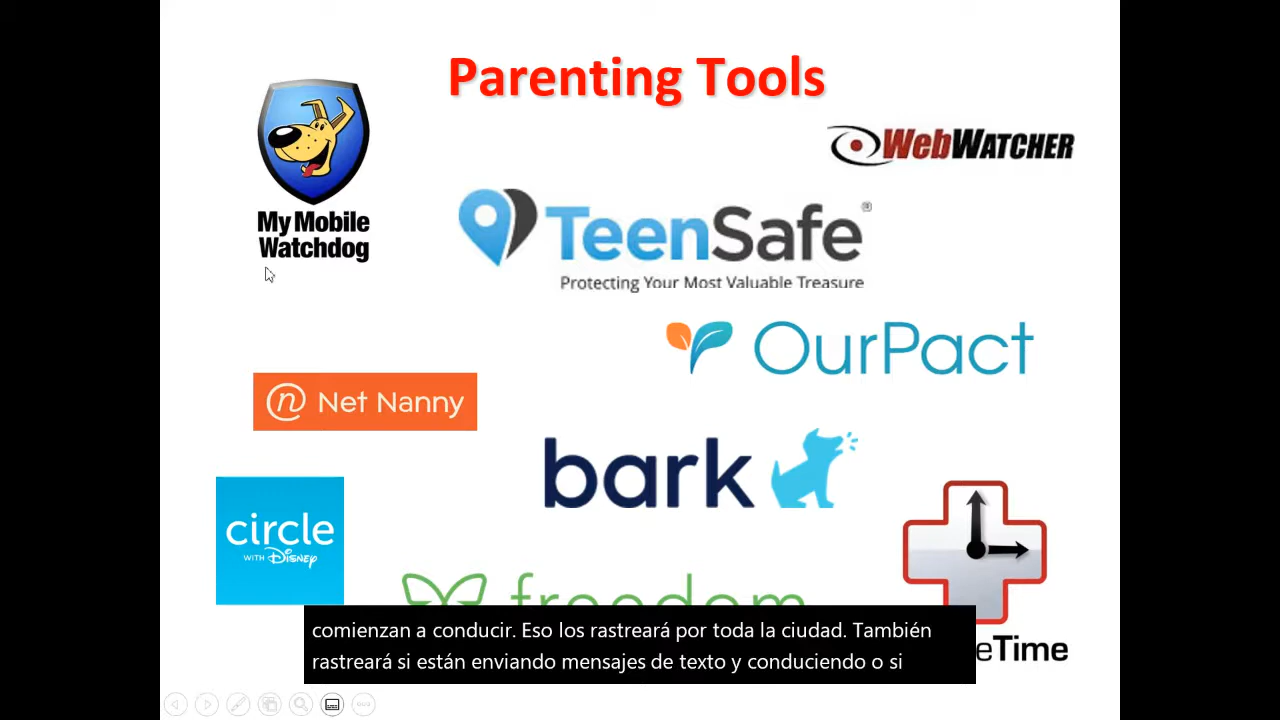 Parenting Tools
My Mobile
Watchdog
WebWATCHER
TeenSafe®
Protecting Your Most Valuable Treasure
OurPact
@n Net Nanny
bark
circle
WITH Disney
freedom
eTime
comienzan a conducir. Eso los rastreará por toda la ciudad. También
rastreará si están enviando mensajes de texto y conduciendo o si